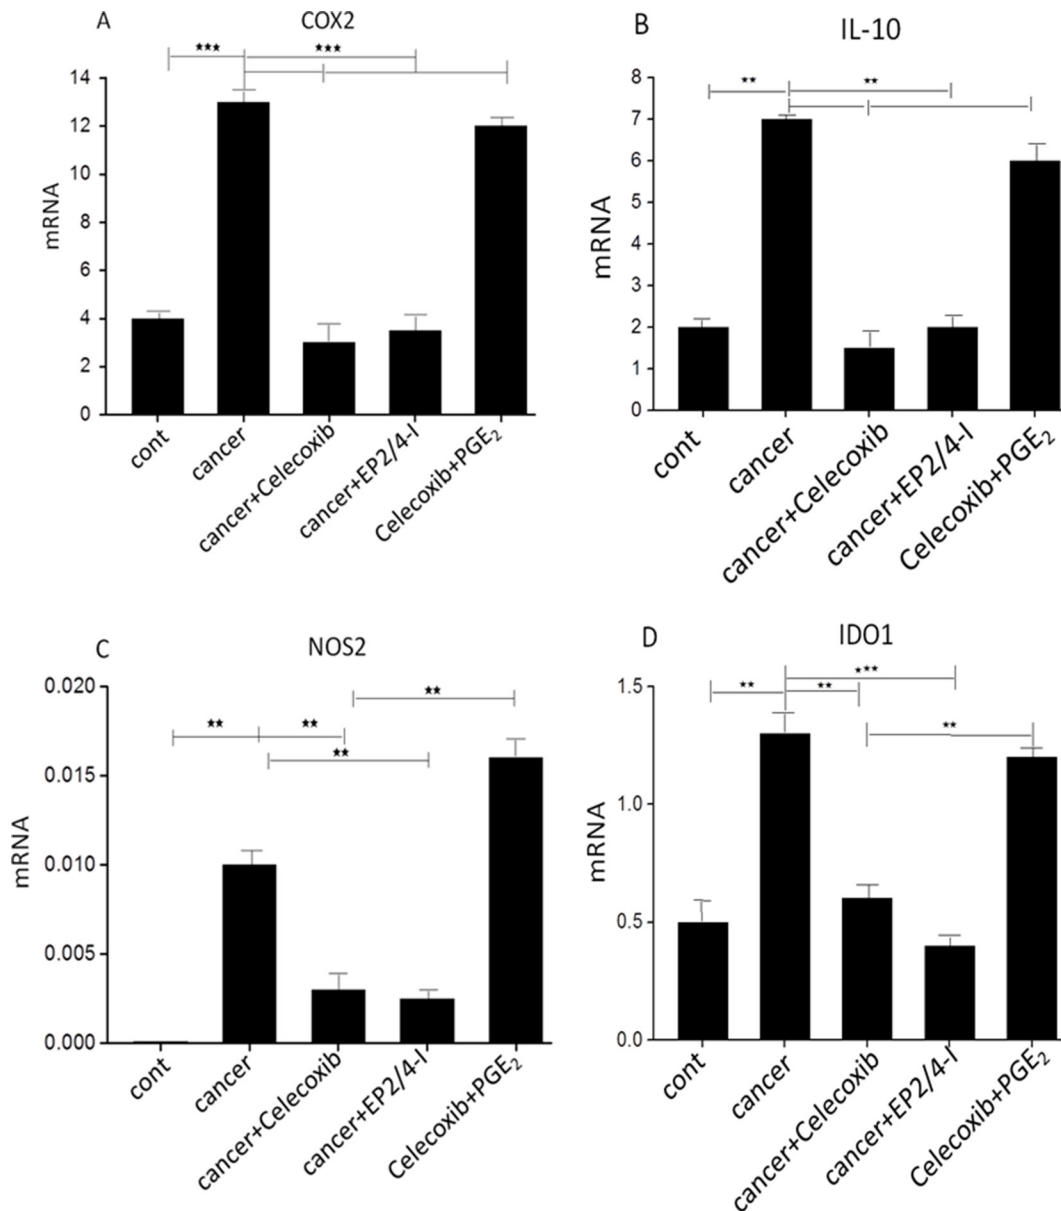 A
COX2
*** ***
mRNA
14
12
10
8
6
4
2
0
cont
cancer
cancer+Celecoxib
cancer+EP2/4-I
Celecoxib+PGE₂
B
IL-10
** **
mRNA
8
7
6
5
4
3
2
1
0
cont
cancer
cancer+Celecoxib
cancer+EP2/4-I
Celecoxib+PGE₂
C
NOS2
**
** **
**
mRNA
0.020
0.015
0.010
0.005
0.000
cont
cancer
cancer+Celecoxib
cancer+EP2/4-I
Celecoxib+PGE₂
D
IDO1
***
** **
**
mRNA
1.5
1.0
0.5
0.0
cont
cancer
cancer+Celecoxib
cancer+EP2/4-I
Celecoxib+PGE₂